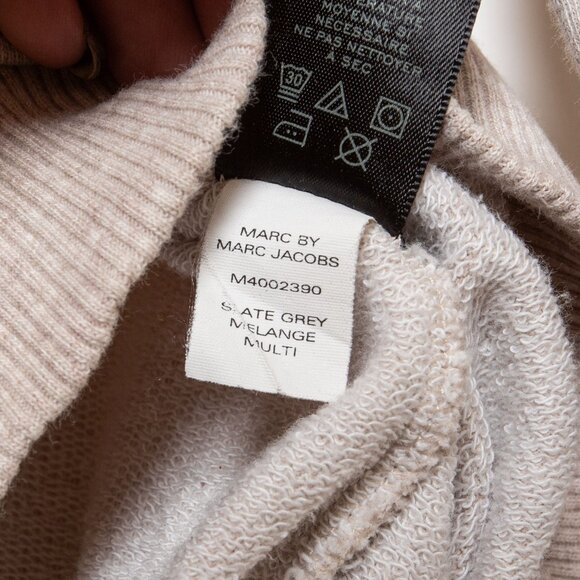 MOYENNE SI
NÉCESSAIRE
NE PAS NETTOYER
À SEC
30
MARC BY
MARC JACOBS
M4002390
SLATE GREY
MELANGE
MULTI